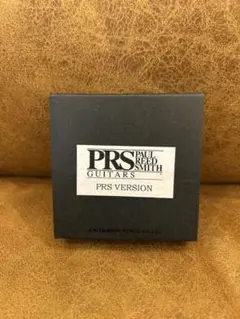 PRS PAUL
REED
SMITH
GUITARS
PRS VERSION